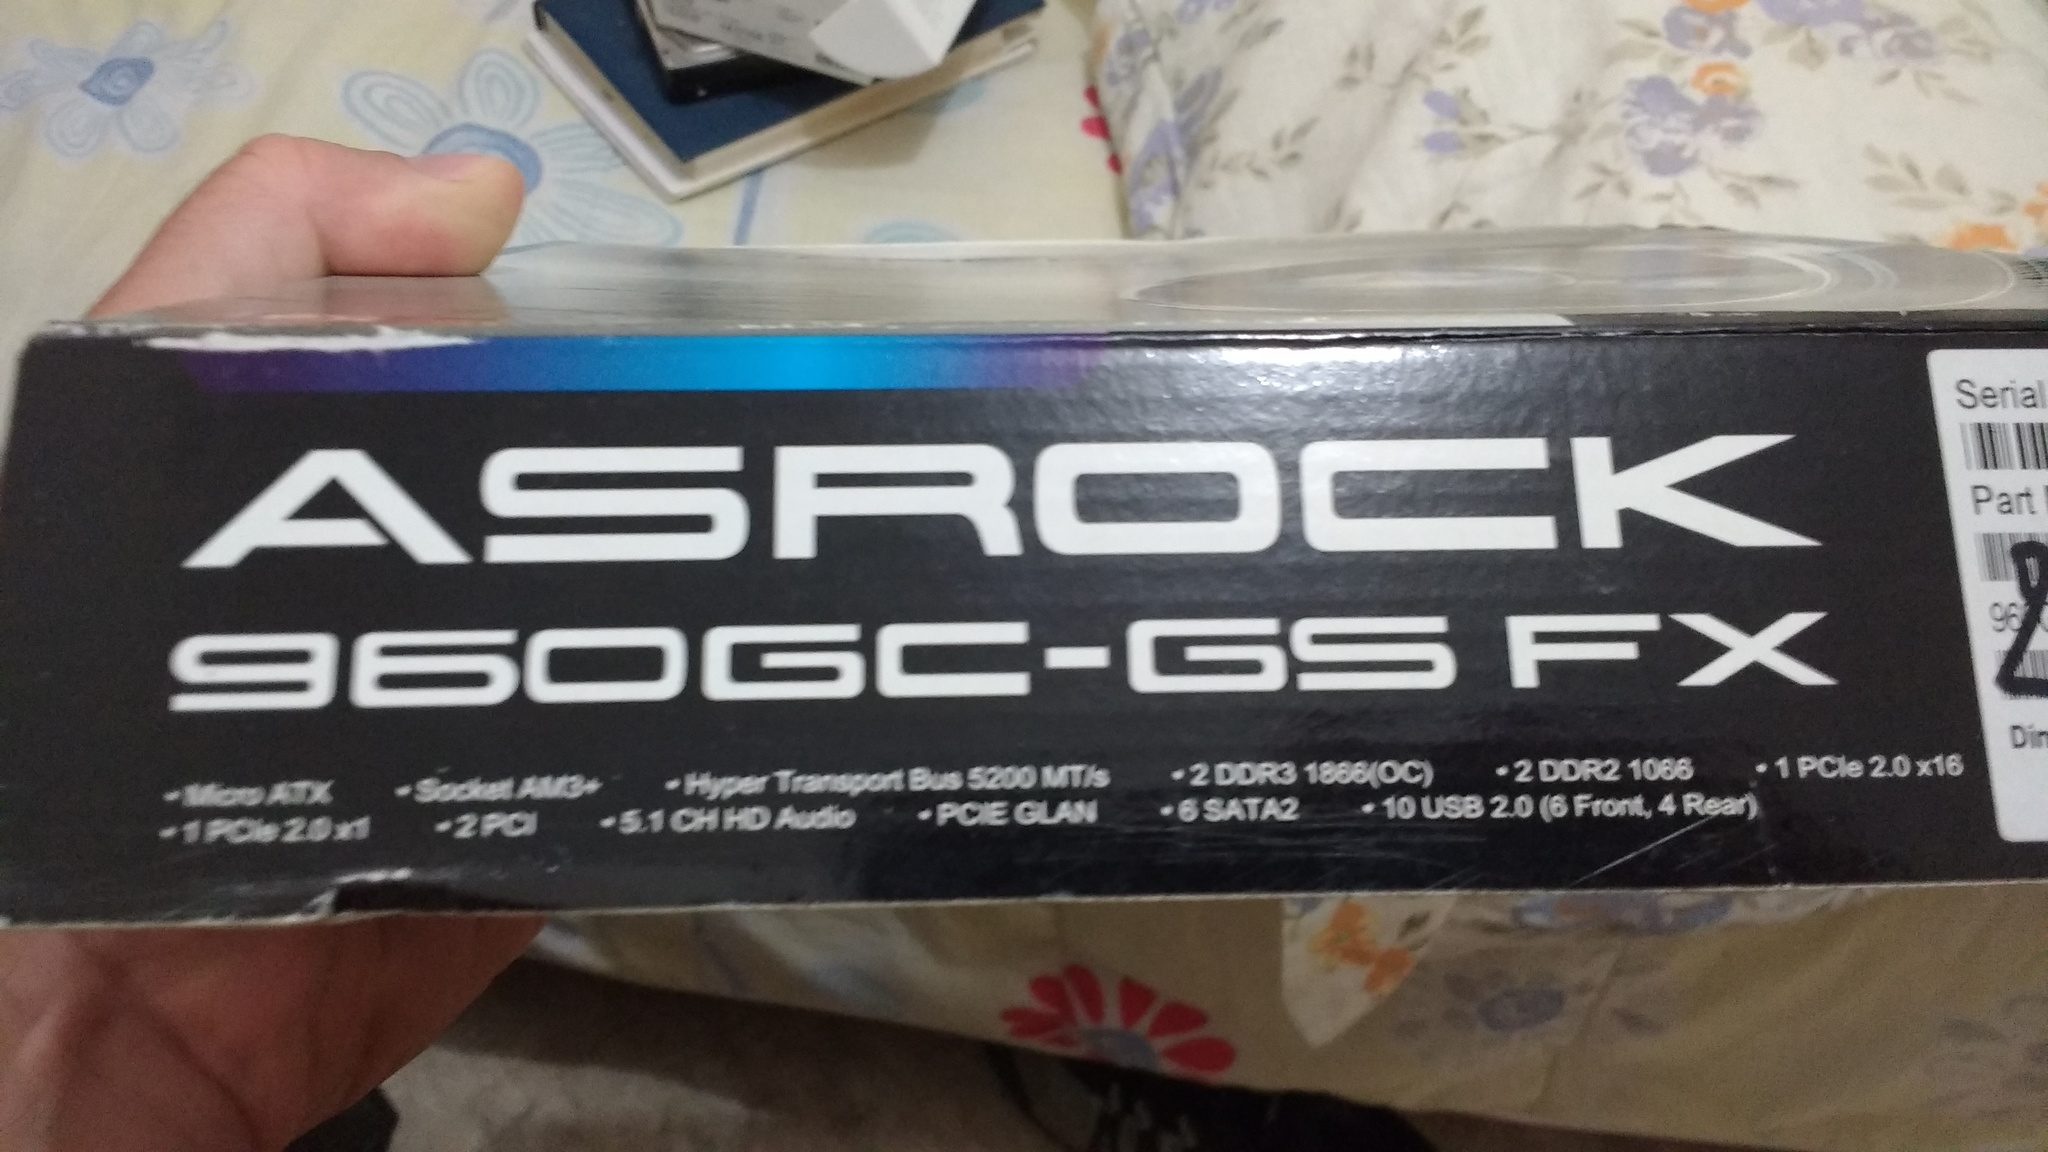 ASROCK
960GC-GS FX
• Micro ATX • Socket AM3+ • Hyper Transport Bus 5200 MT/s • 2 DDR3 1866(OC) • 2 DDR2 1066 • 1 PCIe 2.0 x16
• 1 PCIe 2.0 x1 • 2 PCI • 5.1 CH HD Audio • PCIE GLAN • 6 SATA2 • 10 USB 2.0 (6 Front, 4 Rear)
Serial
Part